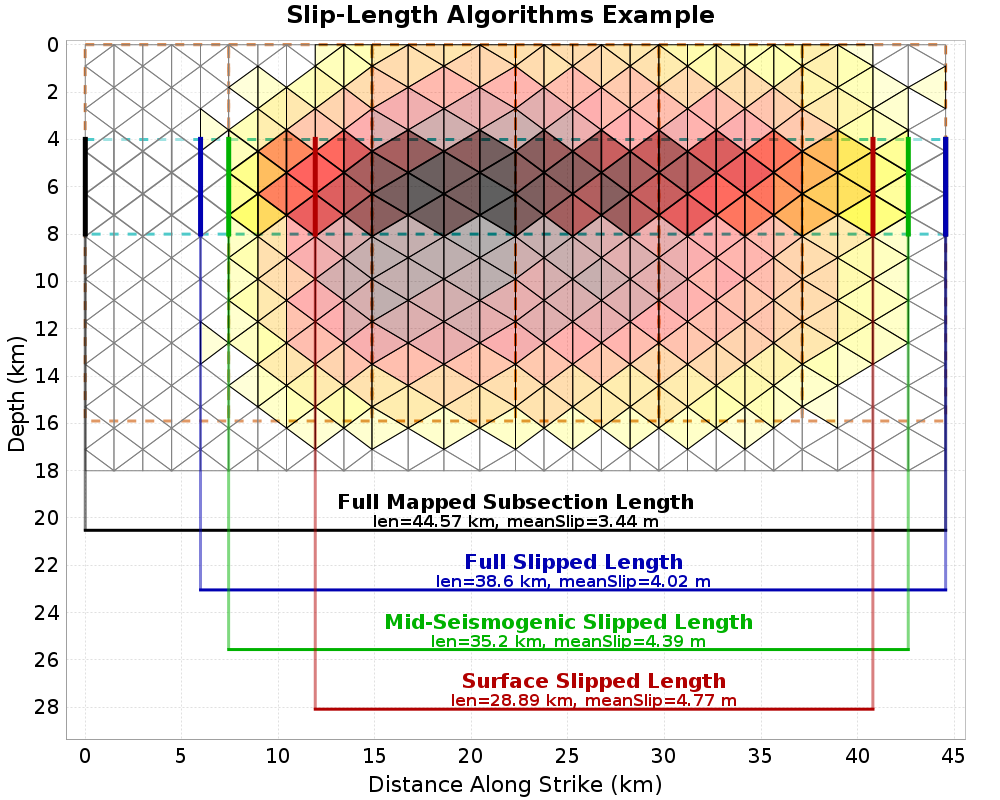 Slip-Length Algorithms Example
0
2
4
6
8
10
12
14
16
18
20
22
24
26
28
Depth (km)
Full Mapped Subsection Length
len=44.57 km, meanSlip=3.44 m
Full Slipped Length
len=38.6 km, meanSlip=4.02 m
Mid-Seismogenic Slipped Length
len=35.2 km, meanSlip=4.39 m
Surface Slipped Length
len=28.89 km, meanSlip=4.77 m
0 5 10 15 20 25 30 35 40 45
Distance Along Strike (km)